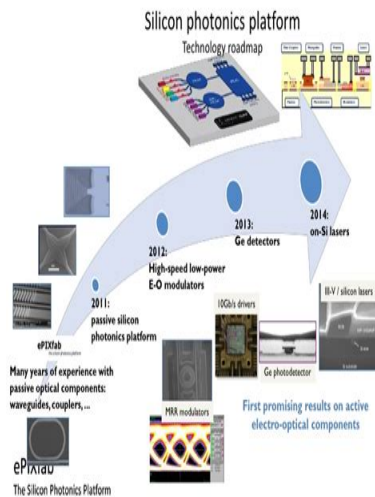 Silicon photonics platform
Technology roadmap
2014:
on-Si lasers
2013:
Ge detectors
2012:
High-speed low-power
E-O modulators
2011:
passive silicon
photonics platform
ePIXfab
Many years of experience with
passive optical components:
waveguides, couplers, ...
10Gb/s drivers
III-V / silicon lasers
Ge photodetector
MRR modulators
First promising results on active
electro-optical components
ePIXfab
The Silicon Photonics Platform